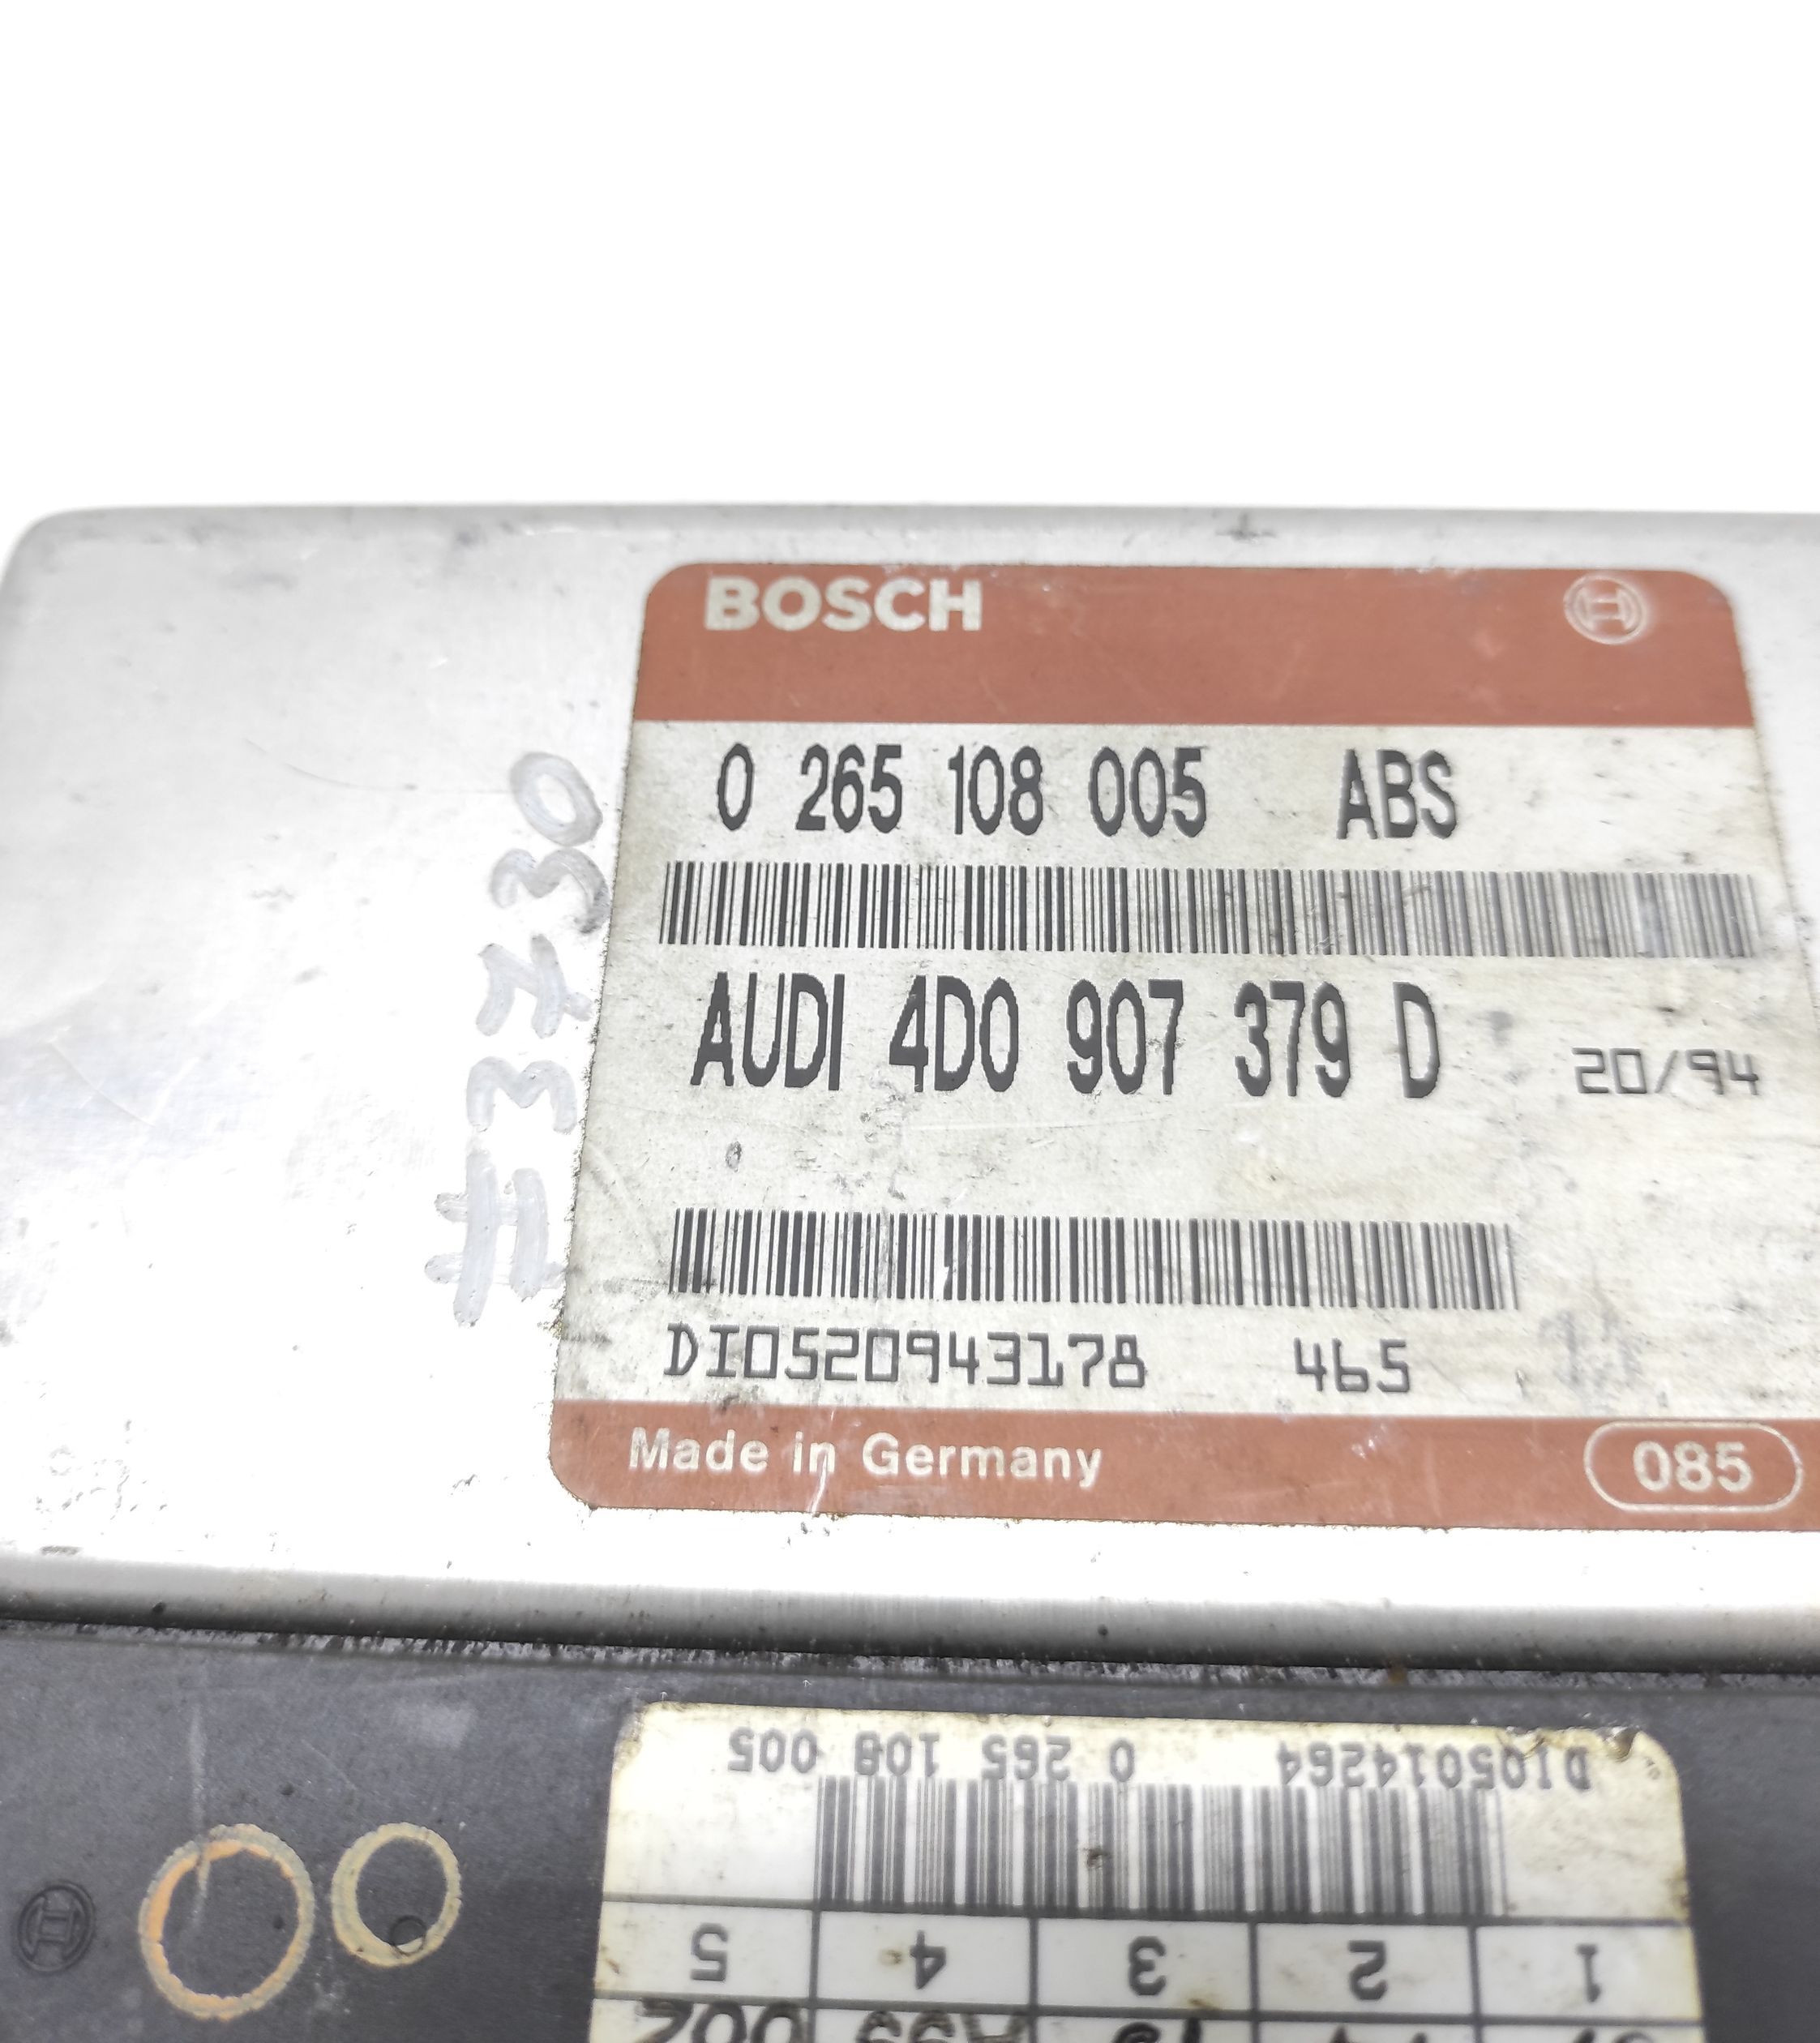 BOSCH
0 265 108 005 ABS
AUDI 4D0 907 379 D 20/94
DI0520943178 465
Made in Germany 085
#3730
DI05014264 0 265 108 005
1 2 3 4 5